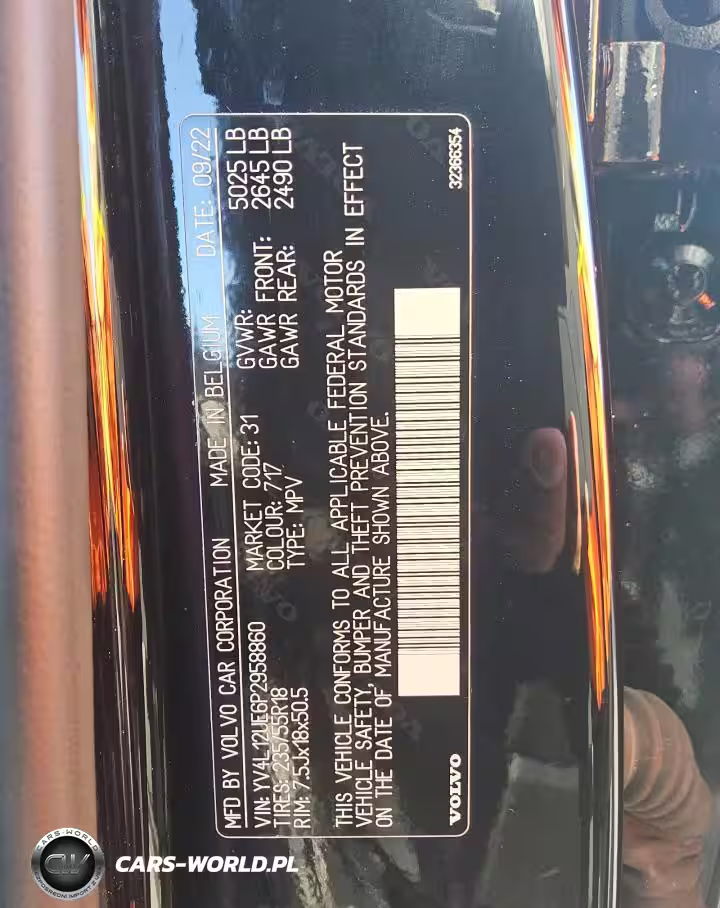 MFD BY VOLVO CAR CORPORATION MADE IN BELGIUM DATE: 09/22
VIN: YV4L12UE6P2958860 MARKET CODE: 31 GVWR: 5025 LB
TIRES: 235/55R18 COLOUR: 717 GAWR FRONT: 2645 LB
RIM: 7.5Jx18x50.5 TYPE: MPV GAWR REAR: 2490 LB
THIS VEHICLE CONFORMS TO ALL APPLICABLE FEDERAL MOTOR
VEHICLE SAFETY, BUMPER AND THEFT PREVENTION STANDARDS IN EFFECT
ON THE DATE OF MANUFACTURE SHOWN ABOVE.
VOLVO 32366354
CARS-WORLD
CW
CARS-WORLD.PL